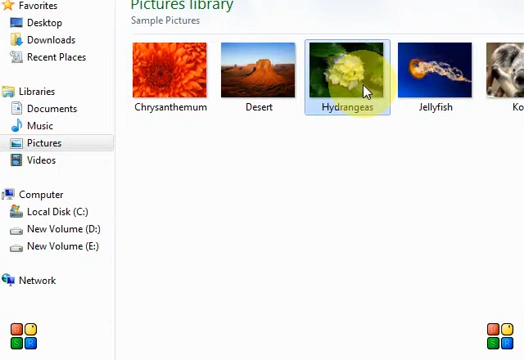 Favorites
Desktop
Downloads
Recent Places
Libraries
Documents
Music
Pictures
Videos
Computer
Local Disk (C:)
New Volume (D:)
New Volume (E:)
Network
Pictures library
Sample Pictures
Chrysanthemum
Desert
Hydrangeas
Jellyfish
Ko